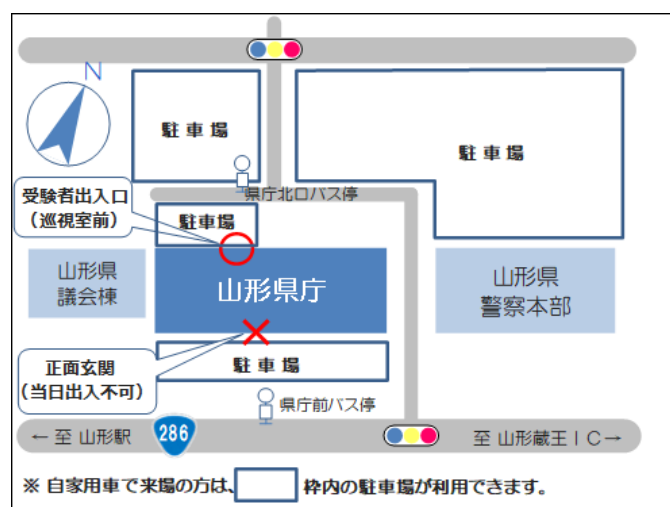 N
駐車場
駐車場
受験者出入口
（巡視室前）
県庁北口バス停
駐車場
山形県
議会棟
山形県庁
山形県
警察本部
正面玄関
（当日出入不可）
駐車場
県庁前バス停
← 至 山形駅
286
至 山形蔵王ＩＣ→
※ 自家用車で来場の方は、
枠内の駐車場が利用できます。